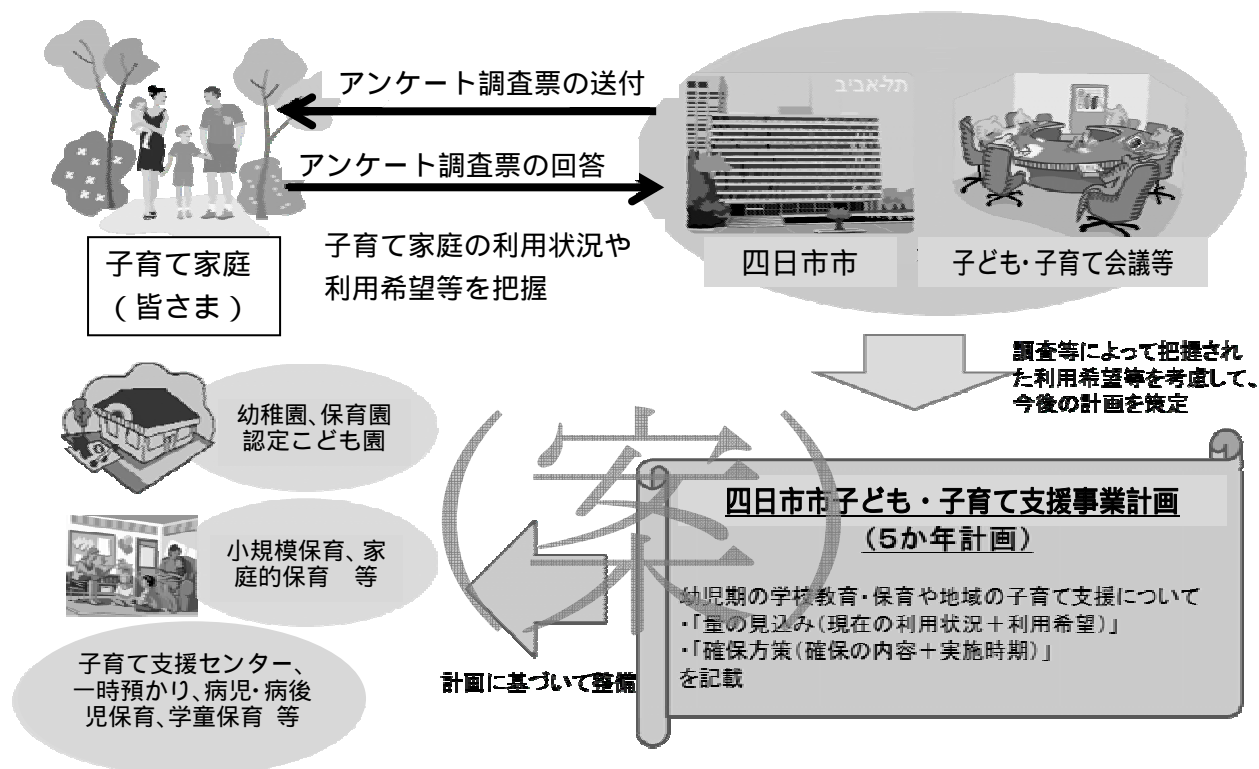 アンケート調査票の送付
アンケート調査票の回答
子育て家庭の利用状況や
利用希望等を把握
子育て家庭
（皆さま）
תל-אביב
四日市市
子ども・子育て会議等
調査等によって把握され
た利用希望等を考慮して、
今後の計画を策定
幼稚園、保育園
認定こども園
小規模保育、家
庭的保育　等
子育て支援センター、
一時預かり、病児・病後
児保育、学童保育　等
（案）
計画に基づいて整備
四日市市子ども・子育て支援事業計画
（５か年計画）
幼児期の学校教育・保育や地域の子育て支援について
・「量の見込み（現在の利用状況＋利用希望）」
・「確保方策（確保の内容＋実施時期）」
を記載